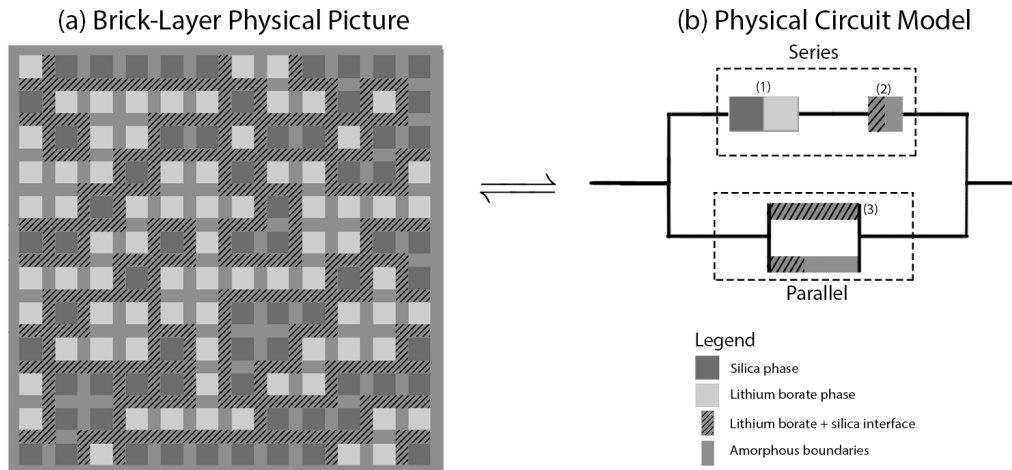 (a) Brick-Layer Physical Picture
(b) Physical Circuit Model
Series
(1)
(2)
(3)
Parallel
Legend
Silica phase
Lithium borate phase
Lithium borate + silica interface
Amorphous boundaries